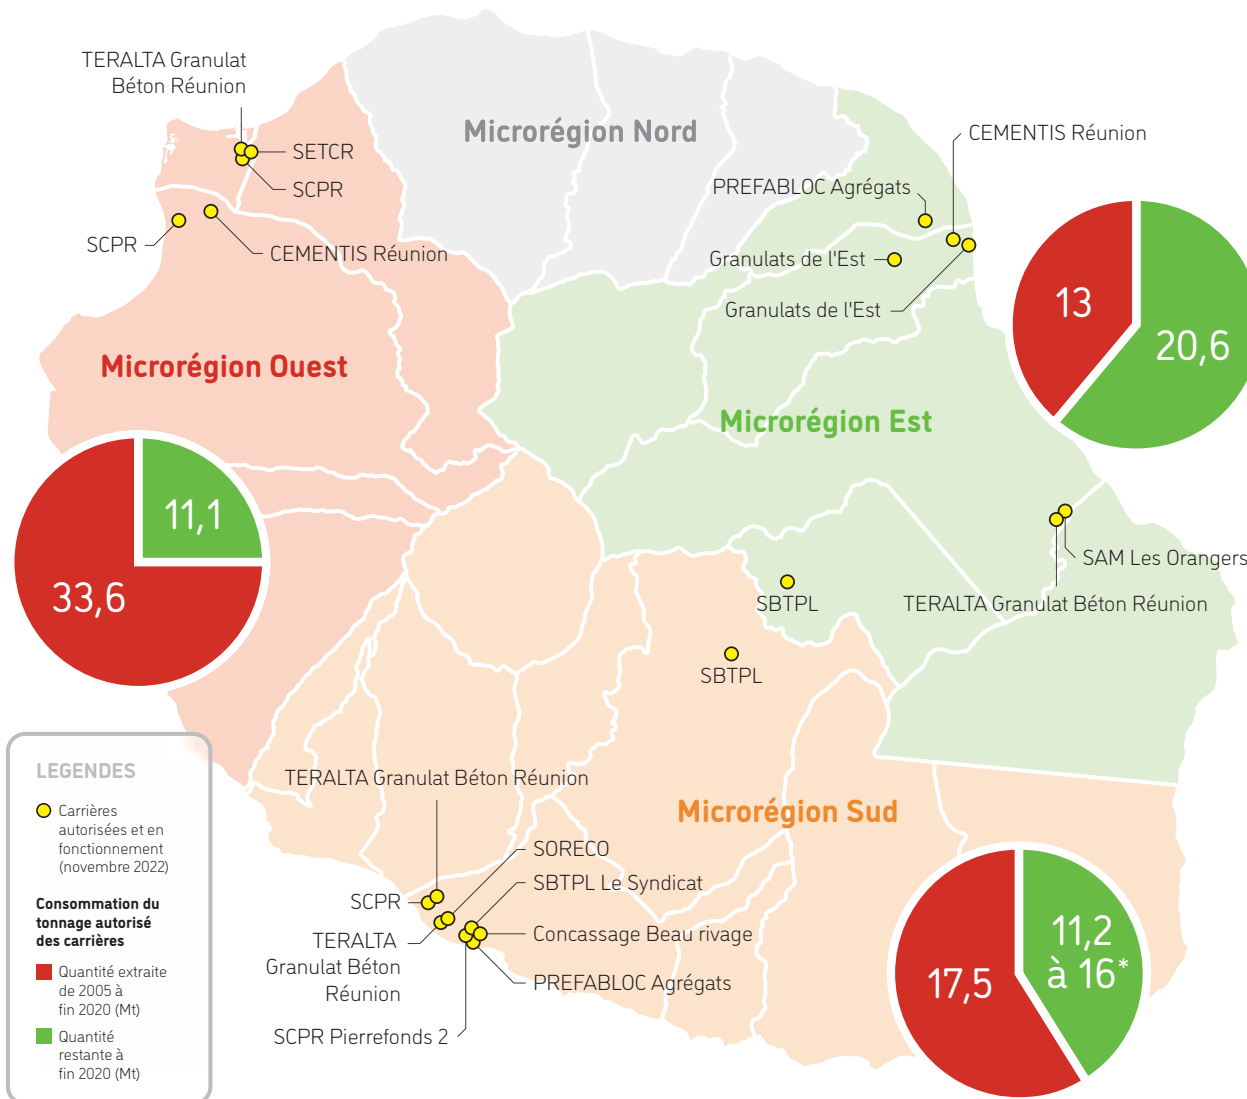 TERALTA Granulat
Béton Réunion
SETCR
SCPR
SCPR
CEMENTIS Réunion
Microrégion Nord
CEMENTIS Réunion
PREFABLOC Agrégats
Granulats de l'Est
Granulats de l'Est
13
20,6
Microrégion Ouest
Microrégion Est
11,1
33,6
SAM Les Orangers
TERALTA Granulat Béton Réunion
SBTPL
SBTPL
LEGENDES
Carrières
autorisées et en
fonctionnement
(novembre 2022)
Consommation du
tonnage autorisé
des carrières
Quantité extraite
de 2005 à
fin 2020 (Mt)
Quantité
restante à
fin 2020 (Mt)
TERALTA Granulat Béton Réunion
Microrégion Sud
SORECO
SBTPL Le Syndicat
SCPR
TERALTA
Granulat Béton
Réunion
Concassage Beau rivage
PREFABLOC Agrégats
SCPR Pierrefonds 2
17,5
11,2
à 16*